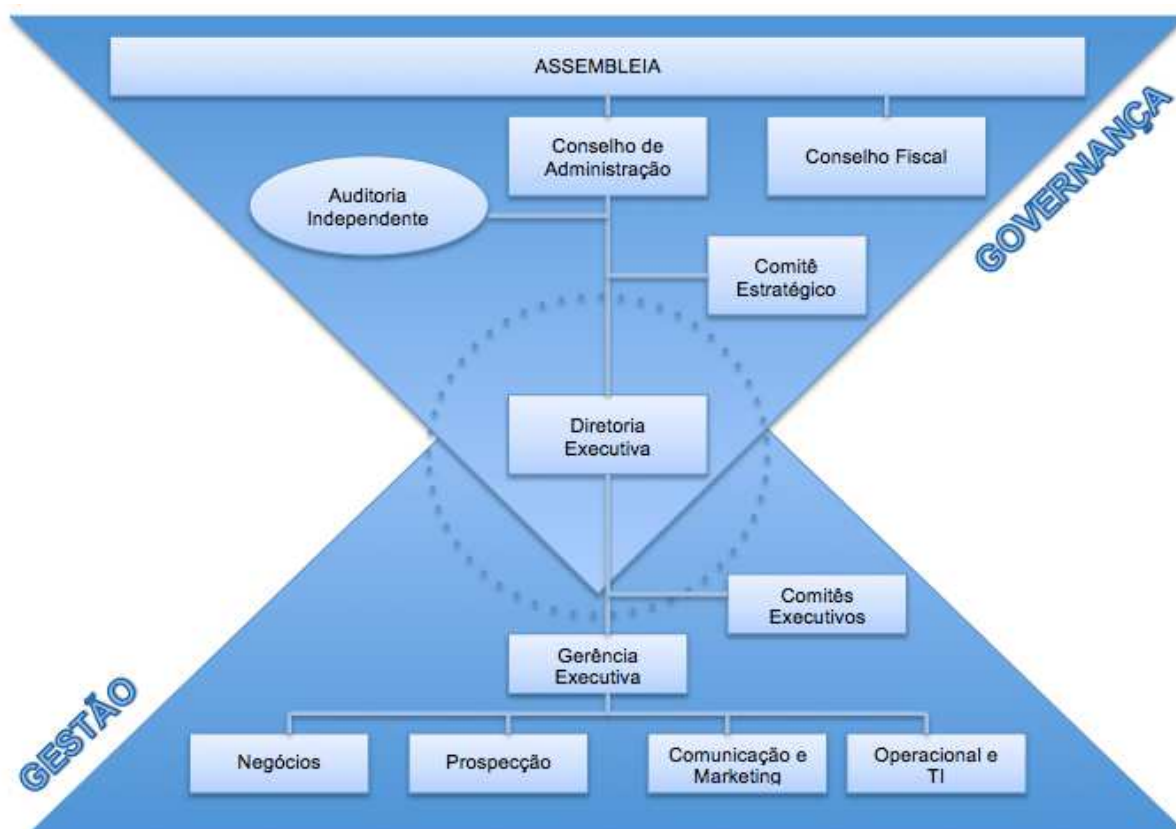 ASSEMBLEIA
Conselho de
Administração
Conselho Fiscal
Auditoria
Independente
GOVERNANÇA
Comitê
Estratégico
Diretoria
Executiva
Comitês
Executivos
Gerência
Executiva
GESTÃO
Negócios
Prospecção
Comunicação e
Marketing
Operacional e
TI